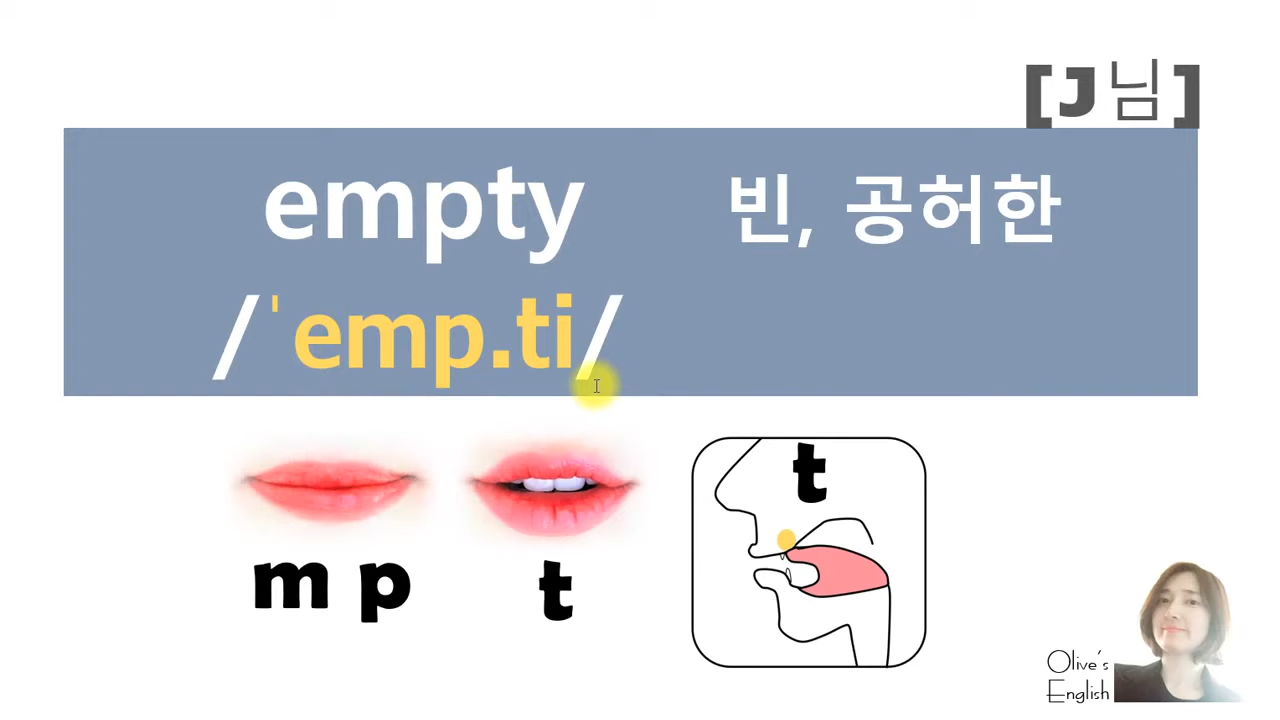 [J님]
empty 빈, 공허한
/ˈemp.ti/
m p t
t
Olive's
English